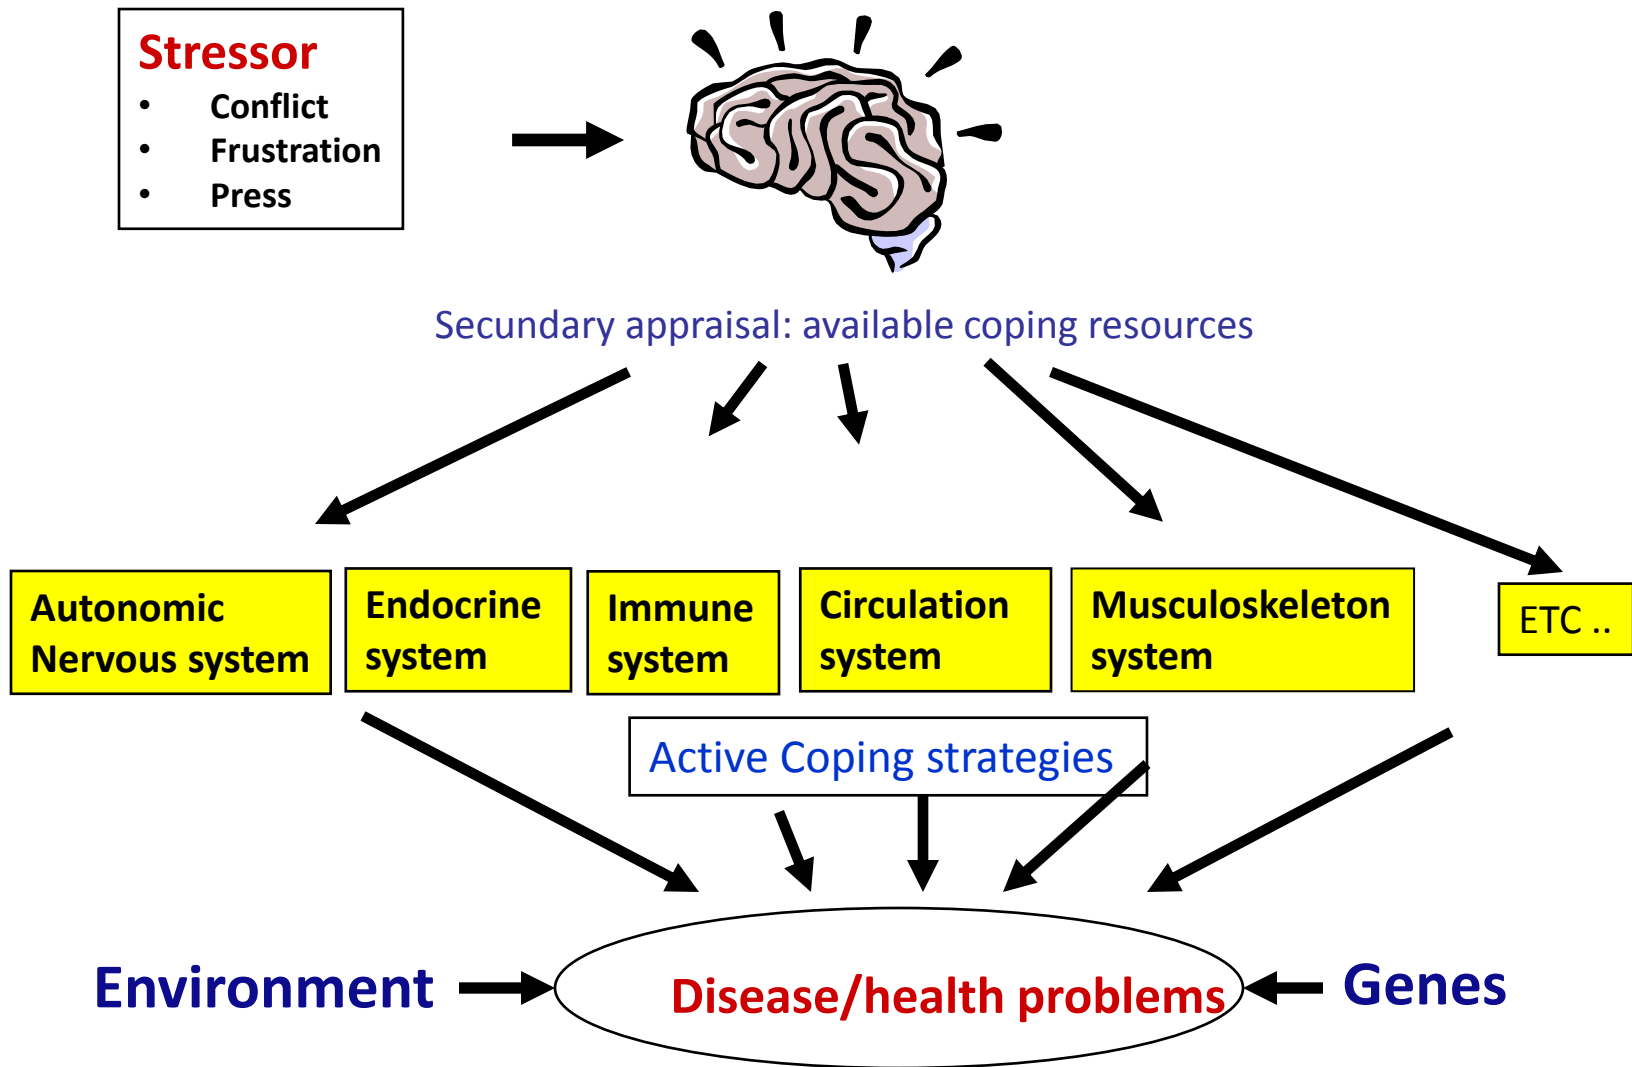 Stressor
• Conflict
• Frustration
• Press
Secundary appraisal: available coping resources
Autonomic
Nervous system
Endocrine
system
Immune
system
Circulation
system
Musculoskeleton
system
ETC ..
Active Coping strategies
Environment
Disease/health problems
Genes